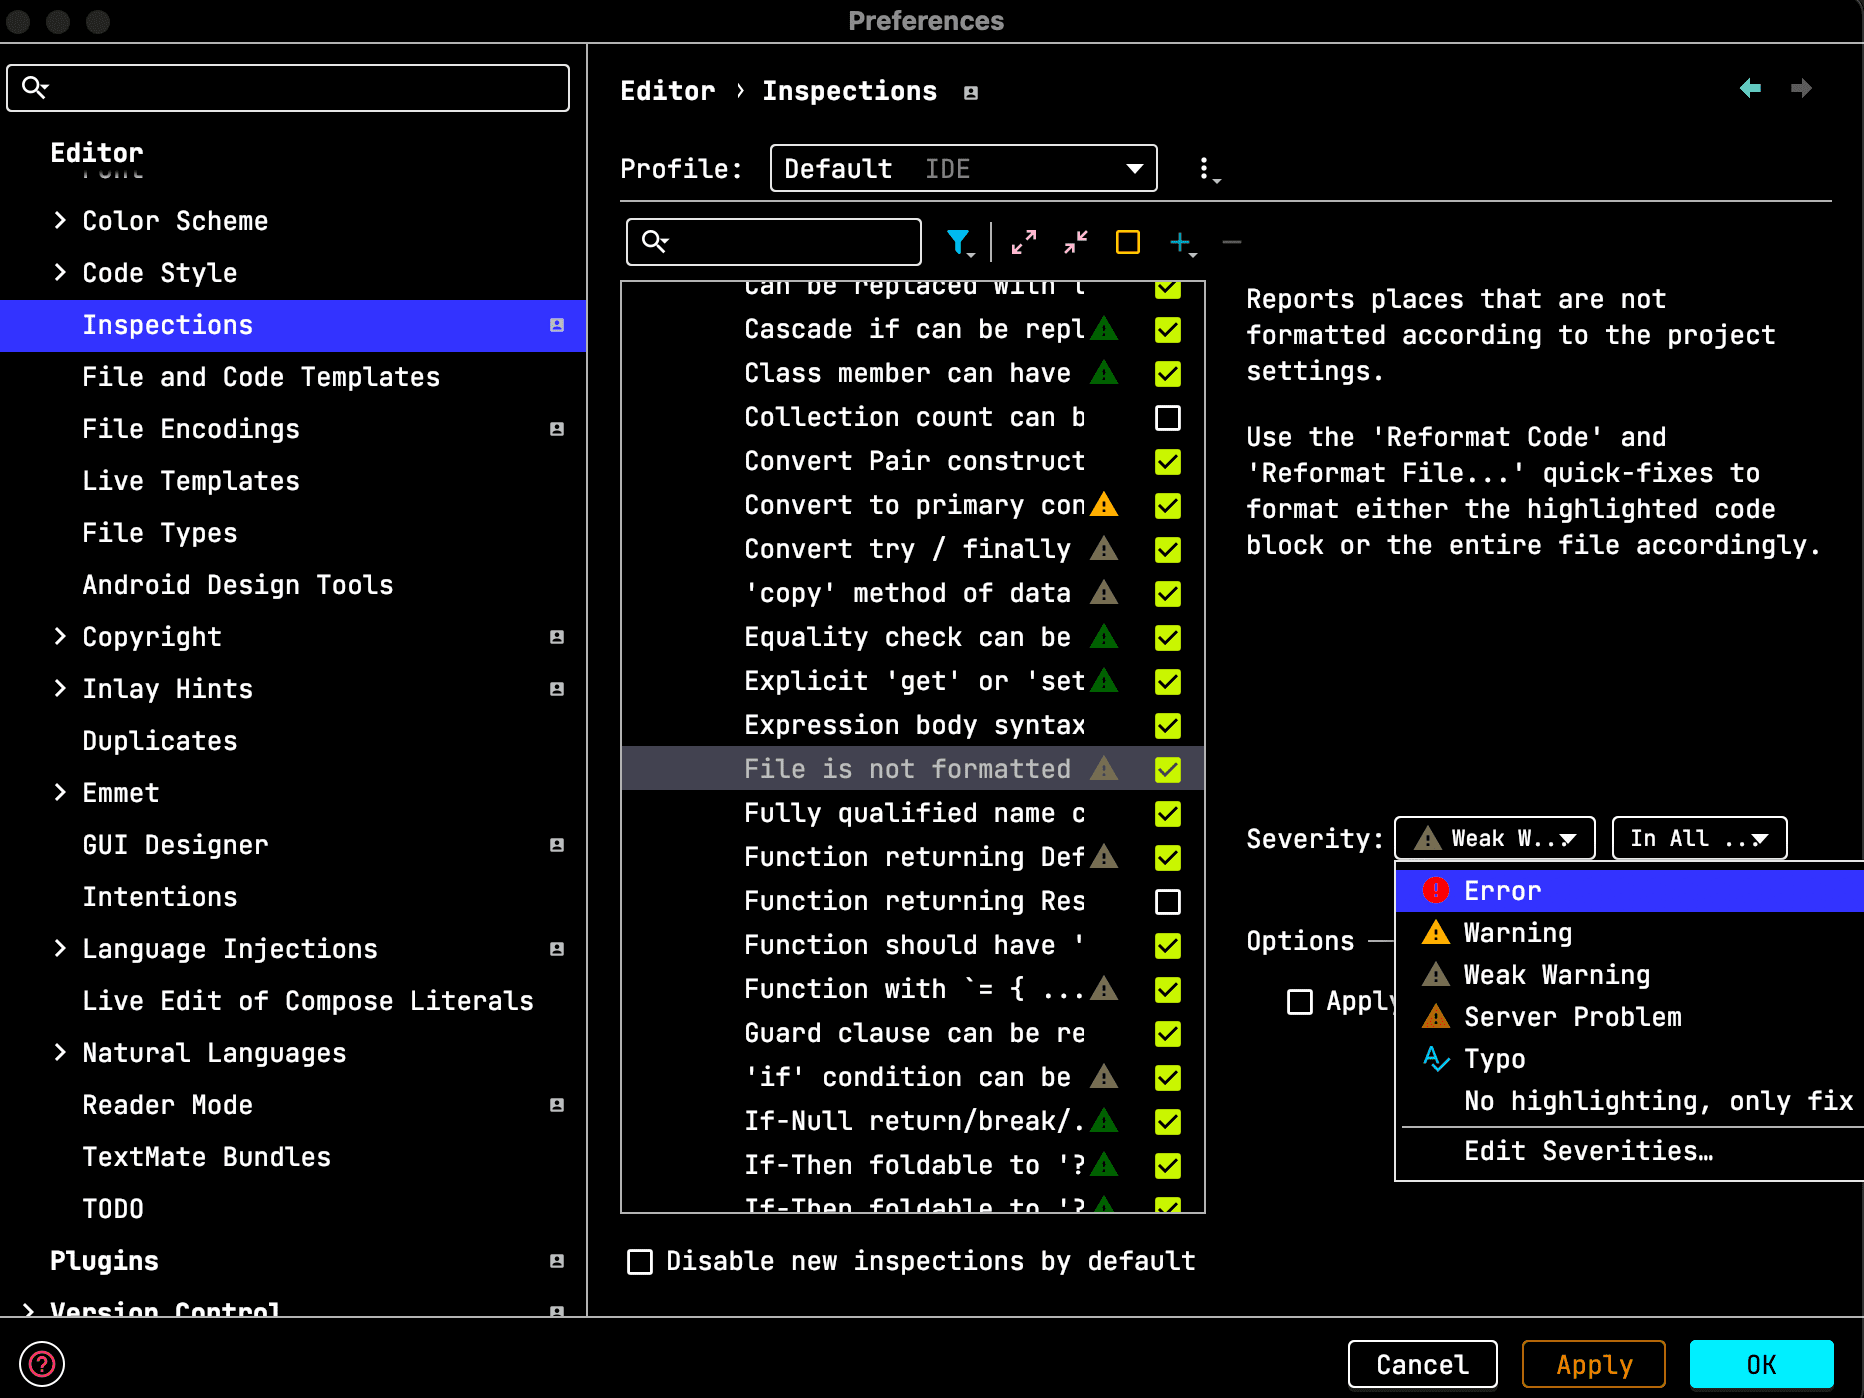 Preferences
Editor
Font
Color Scheme
Code Style
Inspections
File and Code Templates
File Encodings
Live Templates
File Types
Android Design Tools
Copyright
Inlay Hints
Duplicates
Emmet
GUI Designer
Intentions
Language Injections
Live Edit of Compose Literals
Natural Languages
Reader Mode
TextMate Bundles
TODO
Plugins
Version Control
Editor › Inspections
Profile: Default IDE
Can be replaced with l
Cascade if can be repl
Class member can have
Collection count can b
Convert Pair construct
Convert to primary con
Convert try / finally
'copy' method of data
Equality check can be
Explicit 'get' or 'set
Expression body syntax
File is not formatted
Fully qualified name c
Function returning Def
Function returning Res
Function should have '
Function with `= { ...
Guard clause can be re
'if' condition can be
If-Null return/break/.
If-Then foldable to '?
If-Then foldable to '?
Disable new inspections by default
Reports places that are not
formatted according to the project
settings.
Use the 'Reformat Code' and
'Reformat File...' quick-fixes to
format either the highlighted code
block or the entire file accordingly.
Severity: Weak W... In All ...
Error
Warning
Weak Warning
Server Problem
Typo
No highlighting, only fix
Edit Severities…
Options
Apply
Cancel
Apply
OK